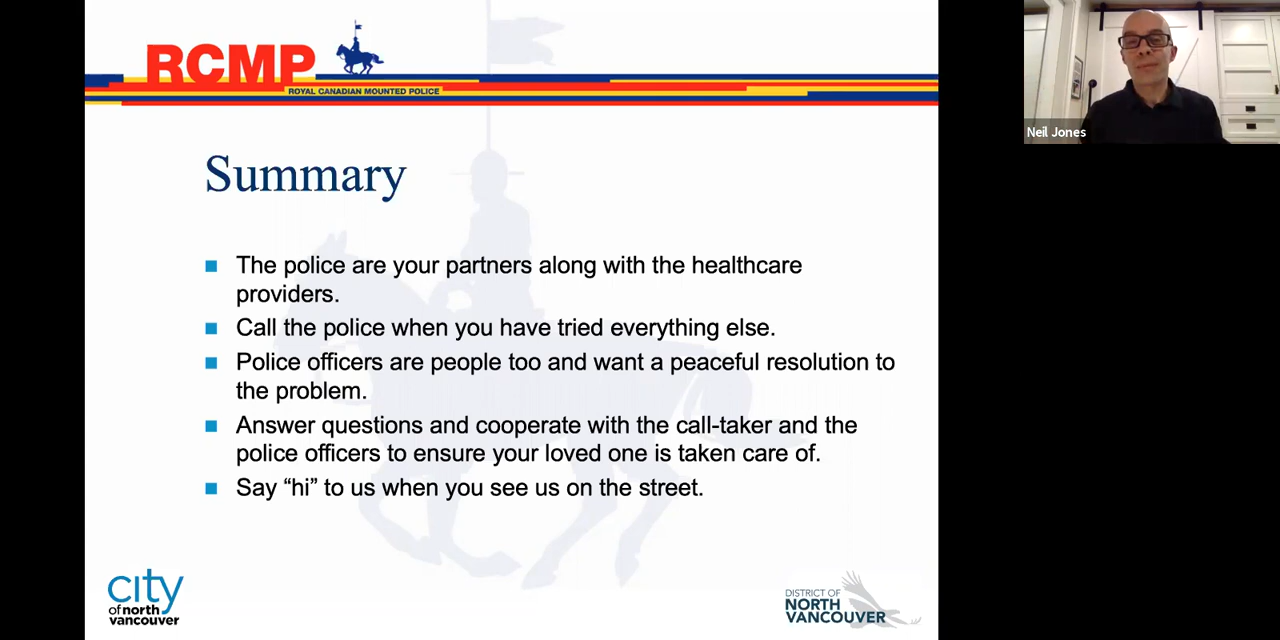 RCMP
ROYAL CANADIAN MOUNTED POLICE
Neil Jones
Summary
The police are your partners along with the healthcare
providers.
Call the police when you have tried everything else.
Police officers are people too and want a peaceful resolution to
the problem.
Answer questions and cooperate with the call-taker and the
police officers to ensure your loved one is taken care of.
Say “hi” to us when you see us on the street.
city
of north
vancouver
DISTRICT OF
NORTH
VANCOUVER